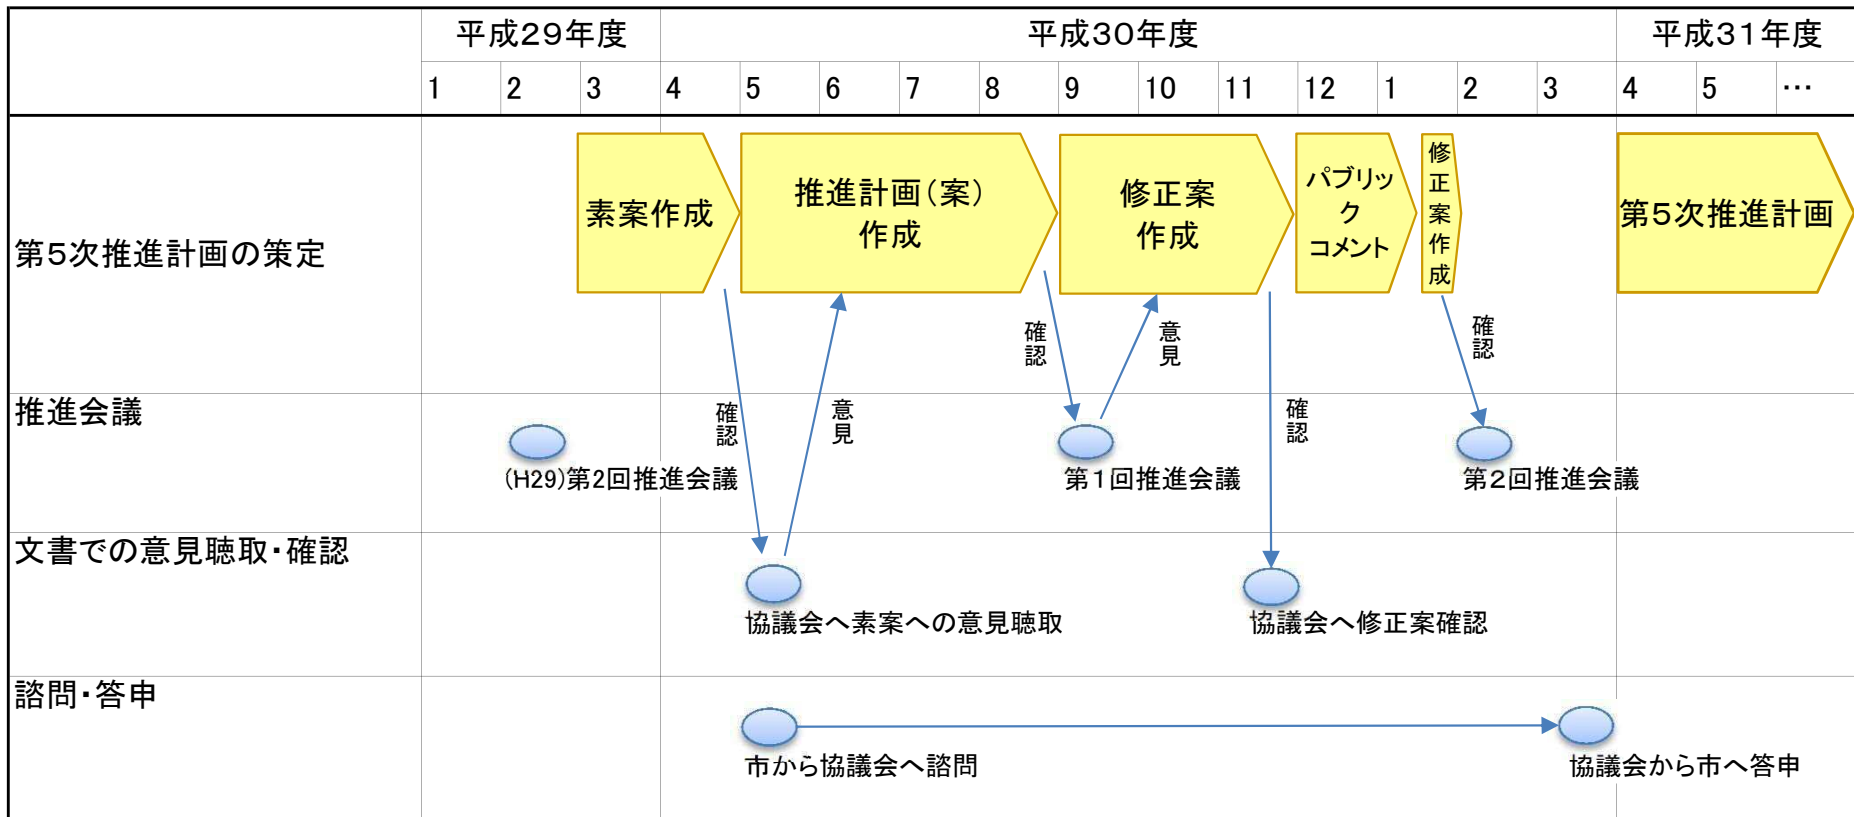 平成29年度
平成30年度
平成31年度
1 2 3 4 5 6 7 8 9 10 11 12 1 2 3 4 5 …
第5次推進計画の策定
素案作成
推進計画（案）
作成
修正案
作成
パブリッ
ク
コメント
修正案作成
第5次推進計画
確認
意見
確認
意見
確認
確認
推進会議
(H29)第2回推進会議
第1回推進会議
第2回推進会議
文書での意見聴取・確認
協議会へ素案への意見聴取
協議会へ修正案確認
諮問・答申
市から協議会へ諮問
協議会から市へ答申